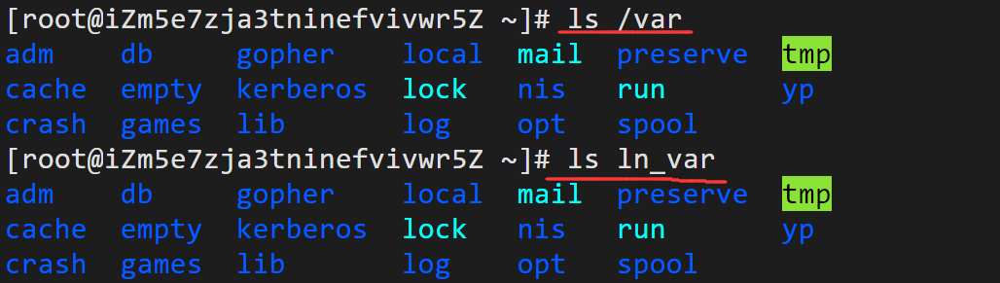 [root@iZm5e7zja3tninefvivwr5Z ~]# ls /var
adm db gopher local mail preserve tmp
cache empty kerberos lock nis run yp
crash games lib log opt spool
[root@iZm5e7zja3tninefvivwr5Z ~]# ls ln_var
adm db gopher local mail preserve tmp
cache empty kerberos lock nis run yp
crash games lib log opt spool